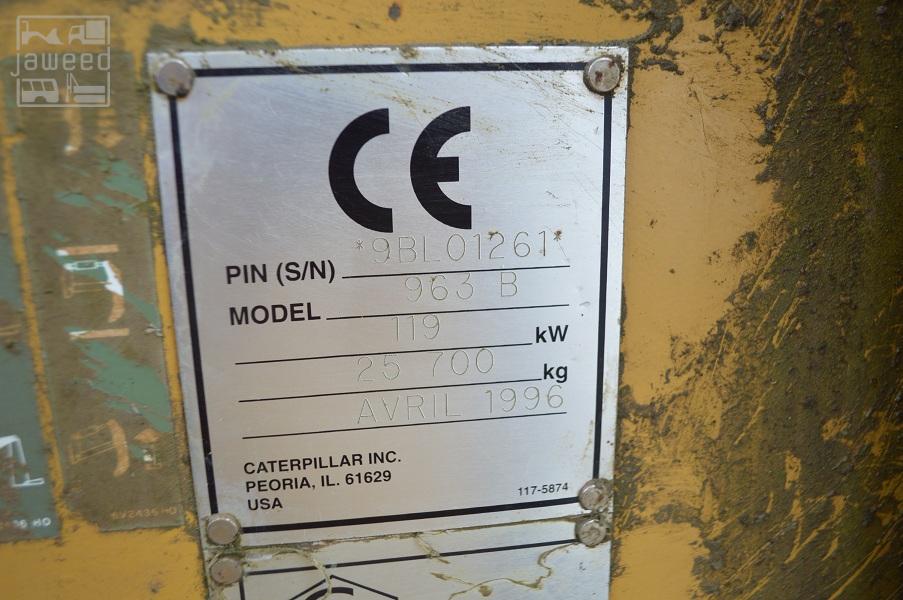 jaweed
CE
PIN (S/N) *9BL01261*
MODEL 963 B
119 kW
25 700 kg
AVRIL 1996
CATERPILLAR INC.
PEORIA, IL. 61629
USA
117-5874